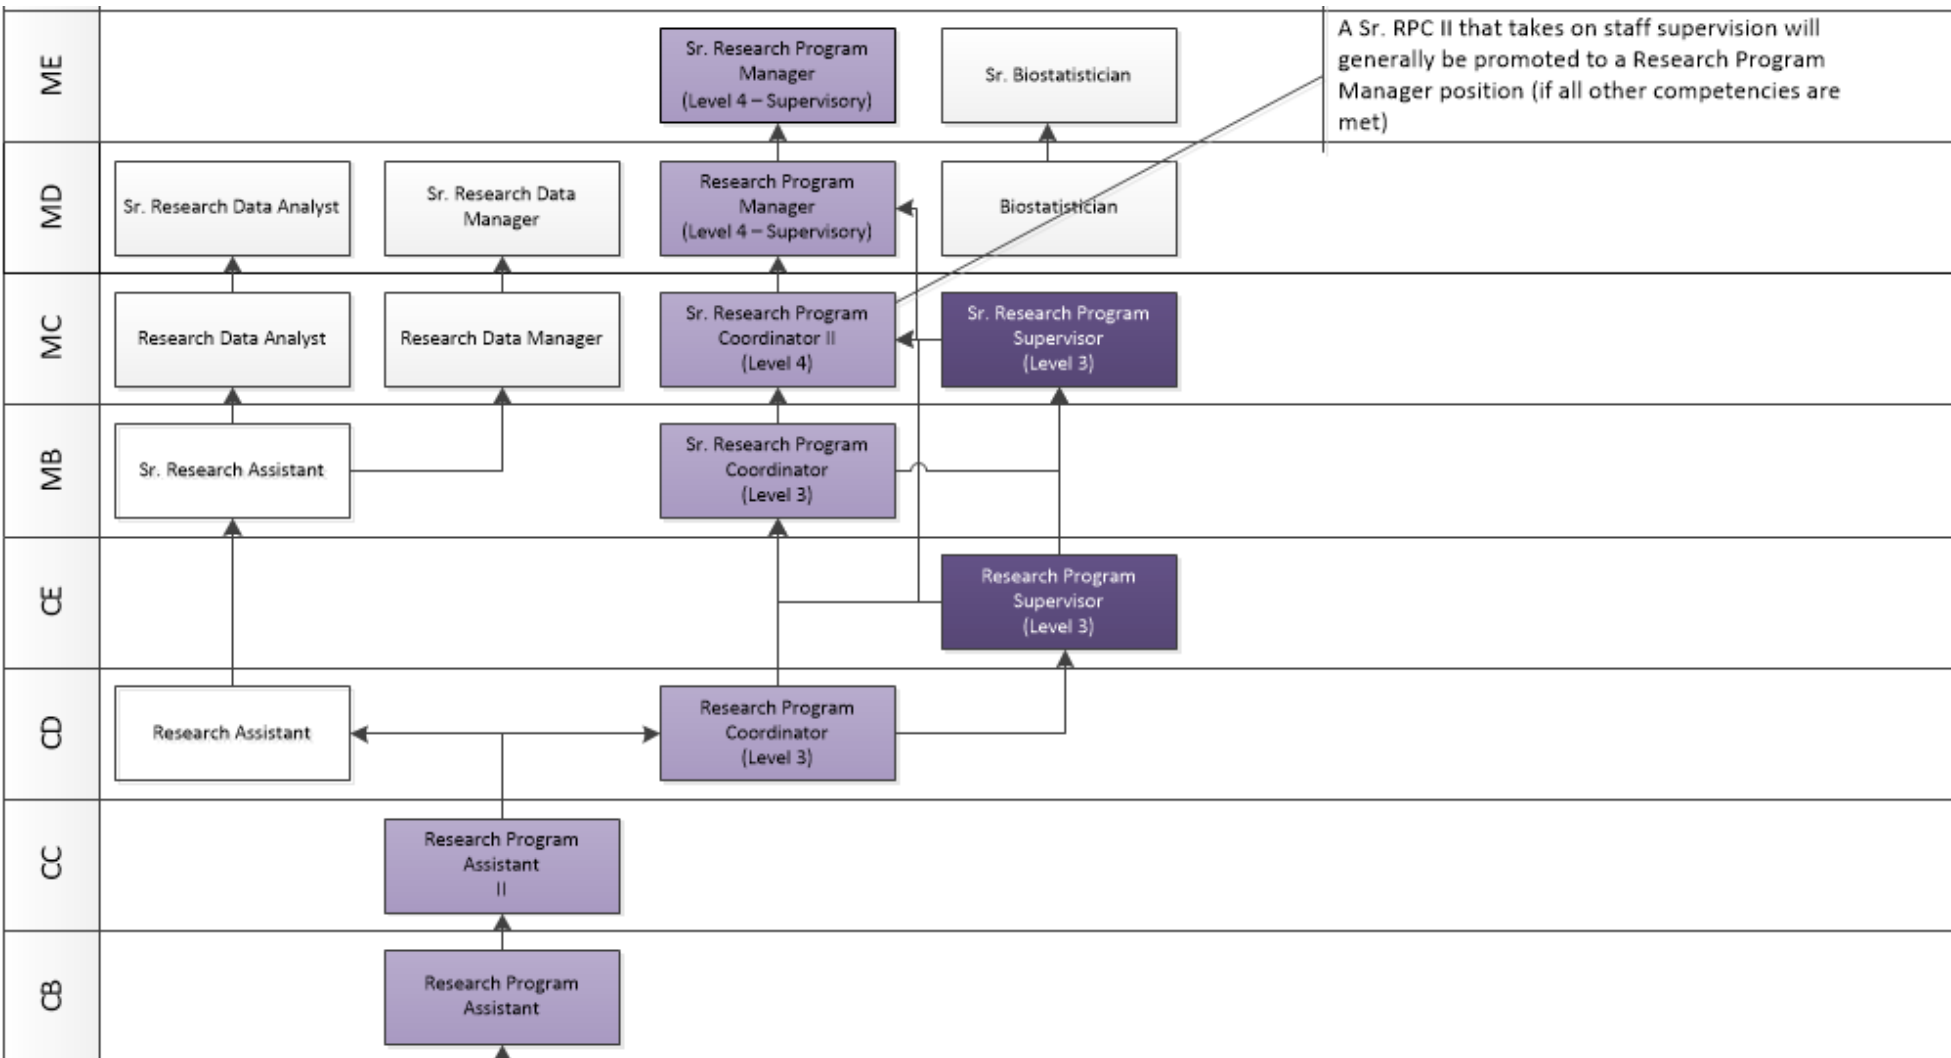 ME
Sr. Research Program
Manager
(Level 4 – Supervisory)
Sr. Biostatistician
A Sr. RPC II that takes on staff supervision will
generally be promoted to a Research Program
Manager position (if all other competencies are
met)
MD
Sr. Research Data Analyst
Sr. Research Data
Manager
Research Program
Manager
(Level 4 – Supervisory)
Biostatistician
MC
Research Data Analyst
Research Data Manager
Sr. Research Program
Coordinator II
(Level 4)
Sr. Research Program
Supervisor
(Level 3)
MB
Sr. Research Assistant
Sr. Research Program
Coordinator
(Level 3)
CE
Research Program
Supervisor
(Level 3)
CD
Research Assistant
Research Program
Coordinator
(Level 3)
CC
Research Program
Assistant
II
CB
Research Program
Assistant